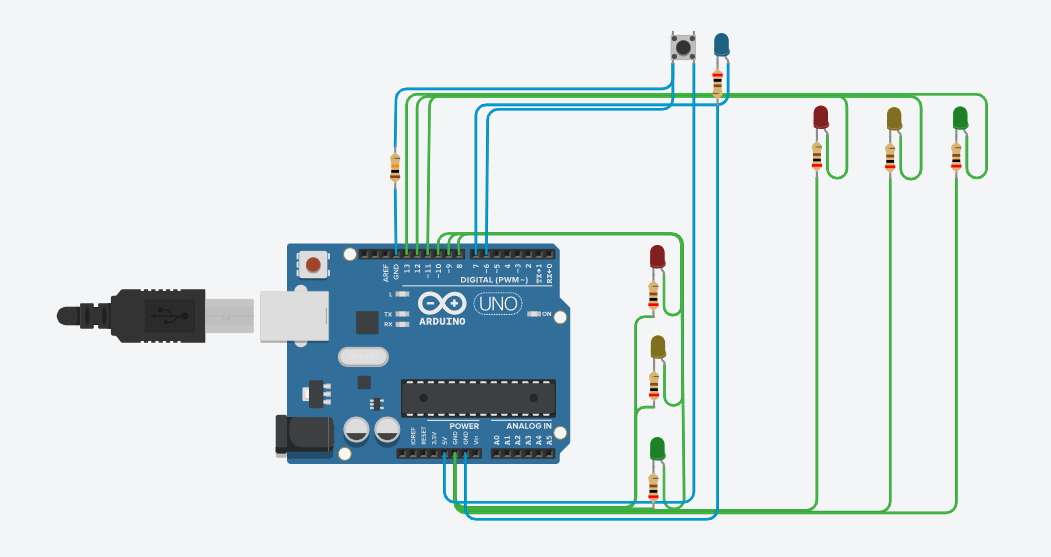 AREF
GND
13
12
~11
~10
~9
8
7
~6
~5
4
~3
2
TX→1
RX←0
DIGITAL (PWM~)
L
TX
RX
UNO
ARDUINO
ON
POWER
ANALOG IN
IOREF
RESET
3.3V
5V
GND
GND
Vin
A0
A1
A2
A3
A4
A5